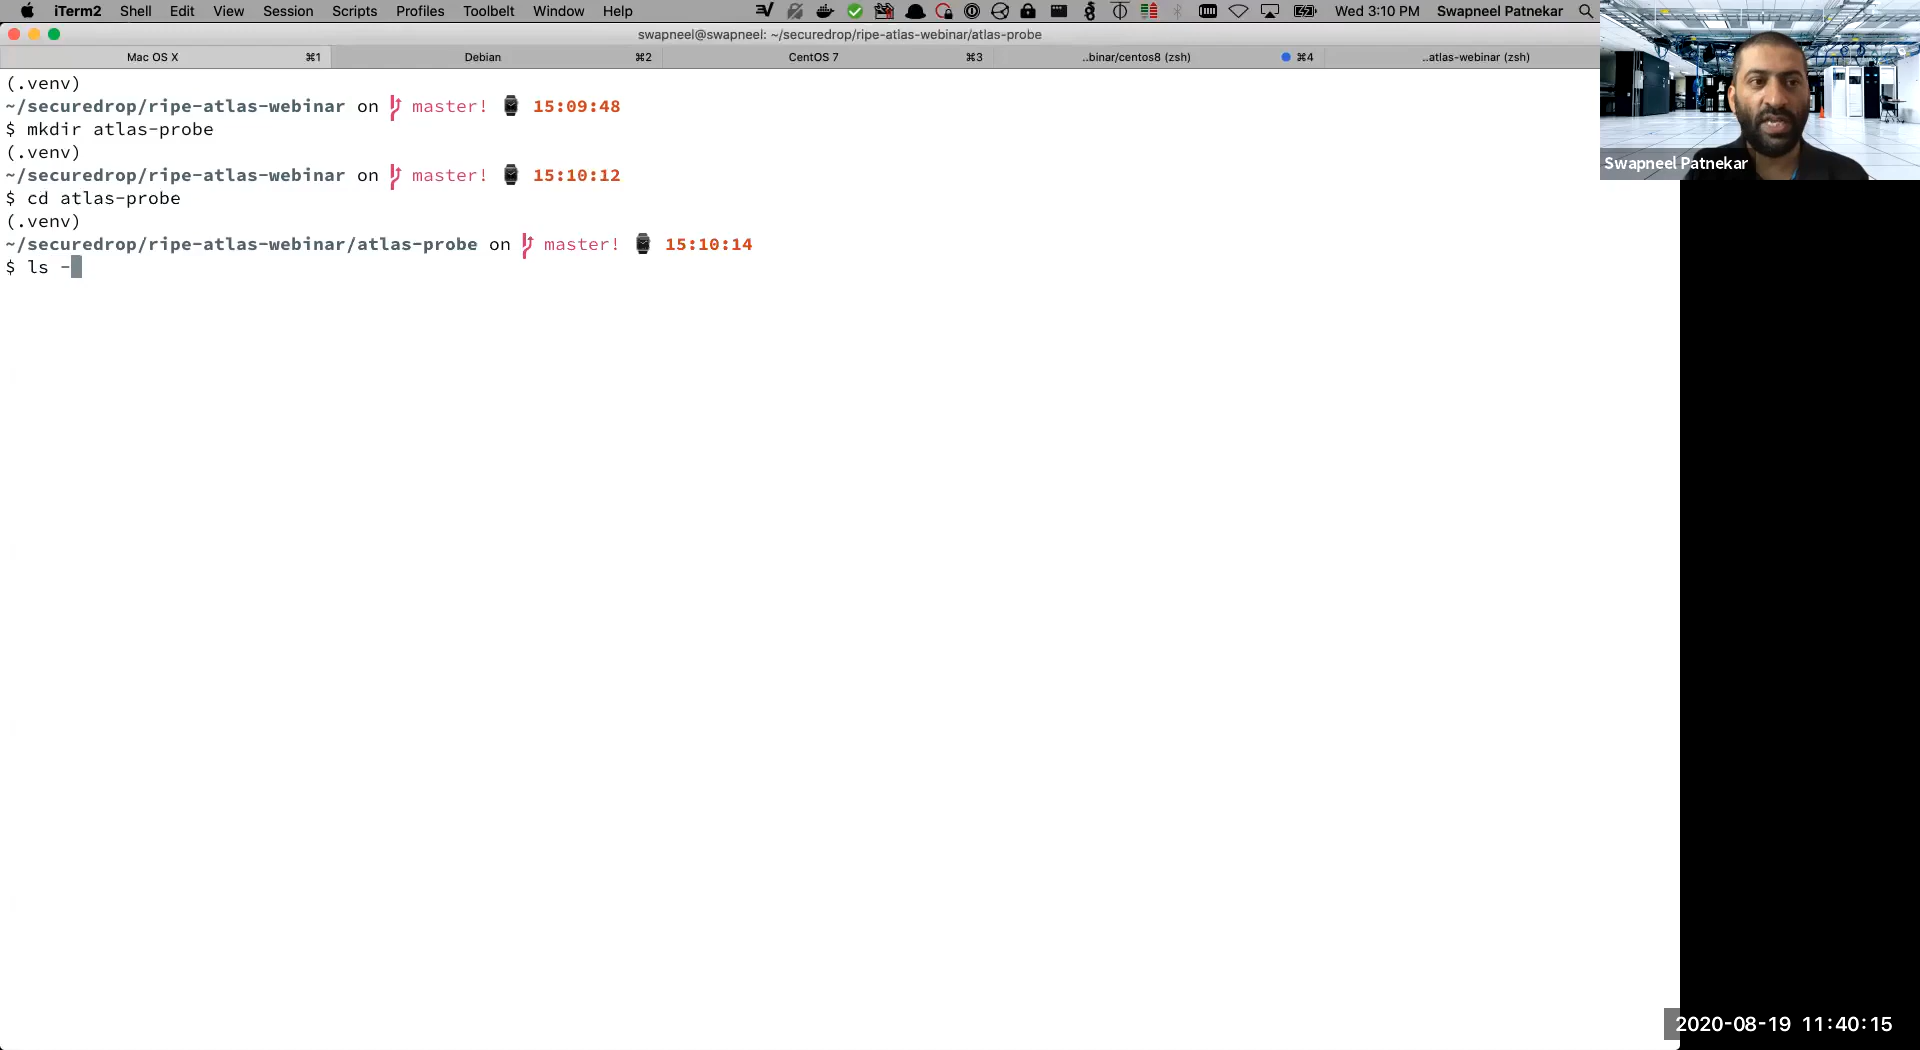 iTerm2 Shell Edit View Session Scripts Profiles Toolbelt Window Help Wed 3:10 PM Swapneel Patnekar
swapneel@swapneel: ~/securedrop/ripe-atlas-webinar/atlas-probe
Mac OS X ⌘1 Debian ⌘2 CentOS 7 ⌘3 ..binar/centos8 (zsh) ⌘4 ..atlas-webinar (zsh)
(.venv)
~/securedrop/ripe-atlas-webinar on master! 15:09:48
$ mkdir atlas-probe
(.venv)
~/securedrop/ripe-atlas-webinar on master! 15:10:12
$ cd atlas-probe
(.venv)
~/securedrop/ripe-atlas-webinar/atlas-probe on master! 15:10:14
$ ls -
Swapneel Patnekar
2020-08-19 11:40:15